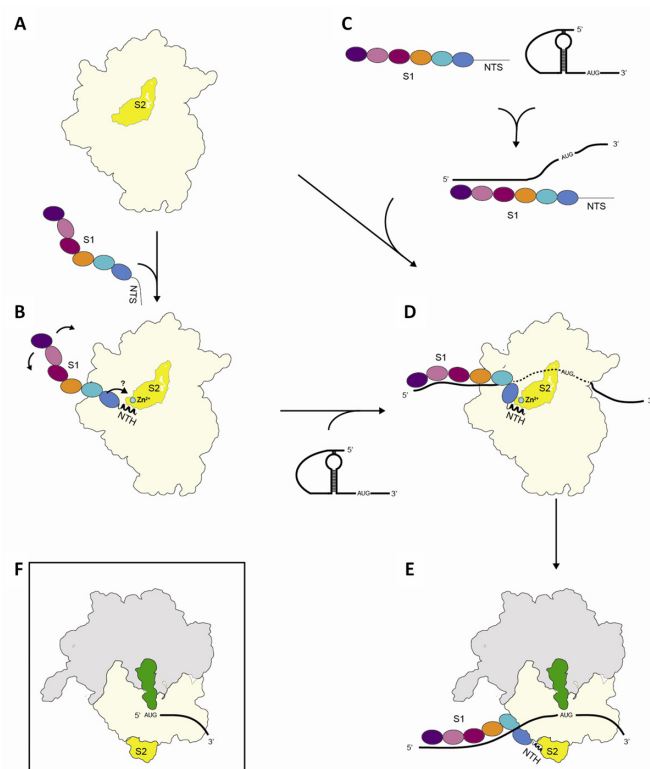 A
S2
C
S1
NTS
5'
AUG
3'
5'
AUG
3'
S1
NTS
S1
NTS
B
S1
?
S2
Zn²⁺
NTH
5'
AUG
3'
D
AUG
S2
Zn²⁺
NTH
5'
3'
F
5'
AUG
3'
S2
E
S1
AUG
5'
NTH
S2
3'